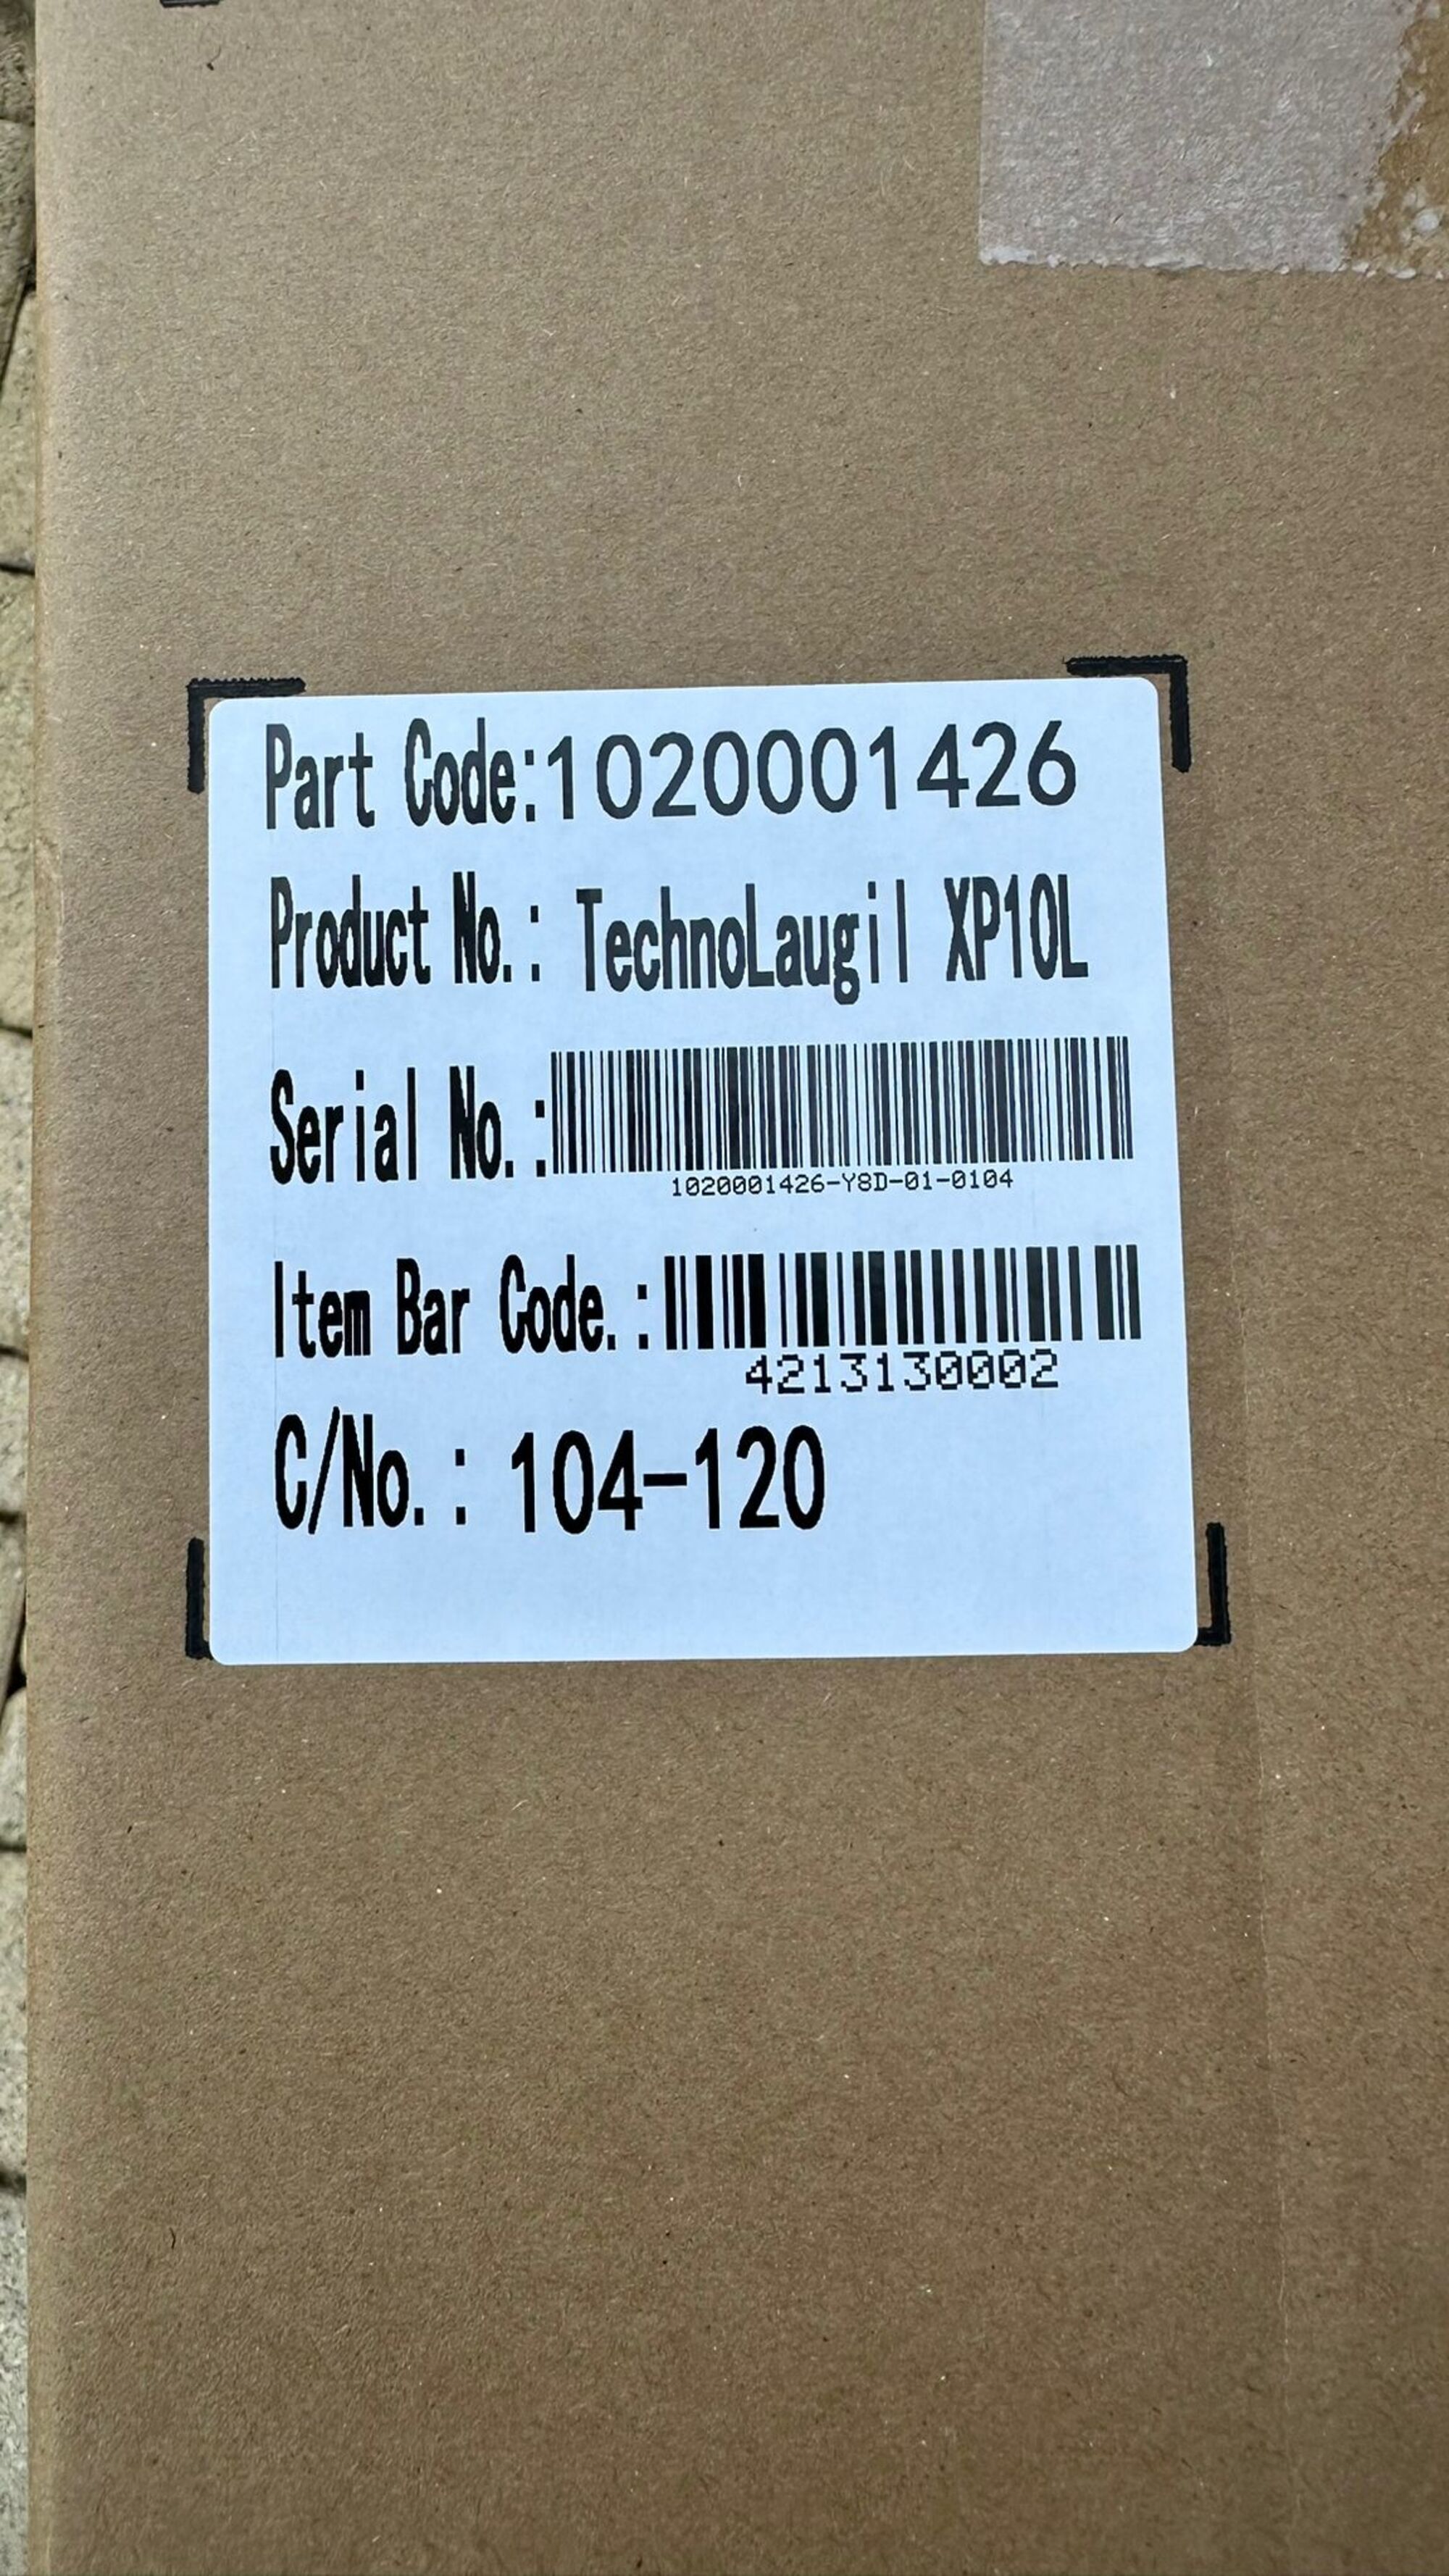 Part Code:1020001426
Product No.: TechnoLaugil XP10L
Serial No.:
1020001426-Y8D-01-0104
Item Bar Code.:
4213130002
C/No.: 104-120